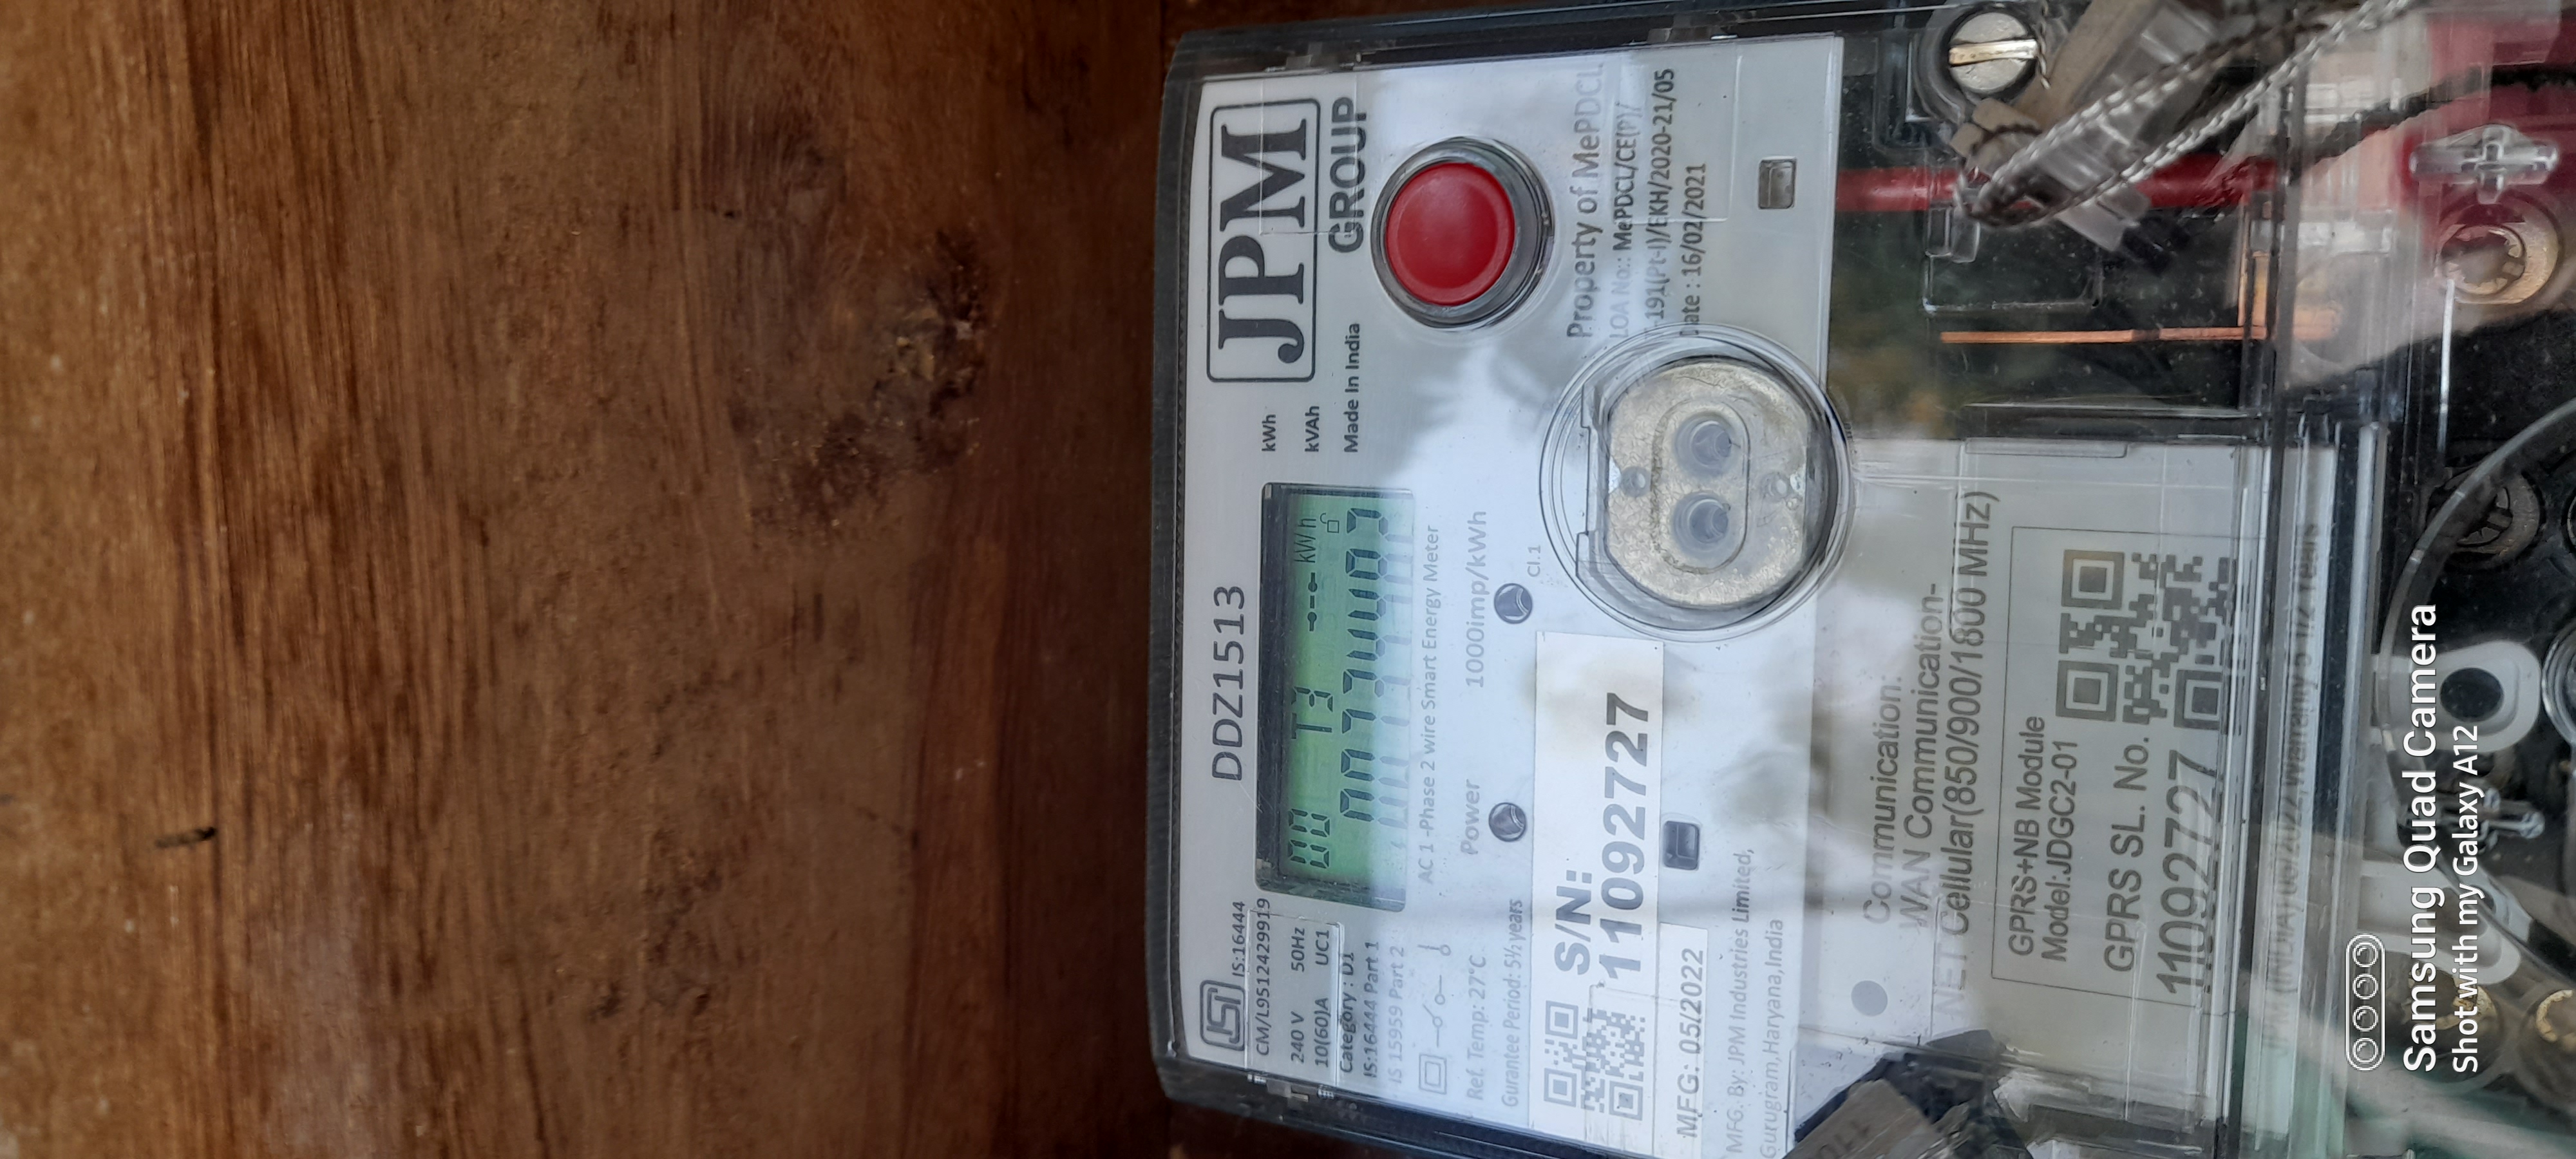 JPM
GROUP
DDZ1513
kWh
kVAh
Made In India
IS:16444
CM/L9512429919
240 V 50Hz
10(60)A UC1
Category : D1
IS:16444 Part 1
IS 15959 Part 2
kWh
AC 1-Phase 2 Wire Smart Energy Meter
Ref. Temp: 27°C
Power
1000imp/kWh
Cl.1
Gurantee Period: 5½ years
Property of MePDCL
LOA No:: MePDCL/CE(P)/
T-191(Pt-I)/EKH/2020-21/05
Date : 16/02/2021
S/N:
11092727
MFG: 05/2022
MFG. By: JPM Industries Limited,
Gurugram,Haryana,India
Communication:
WAN Communication-
Cellular(850/900/1800 MHz)
GPRS+NB Module
Model:JDGC2-01
GPRS SL. No.
11092727
Samsung Quad Camera
Shot with my Galaxy A12